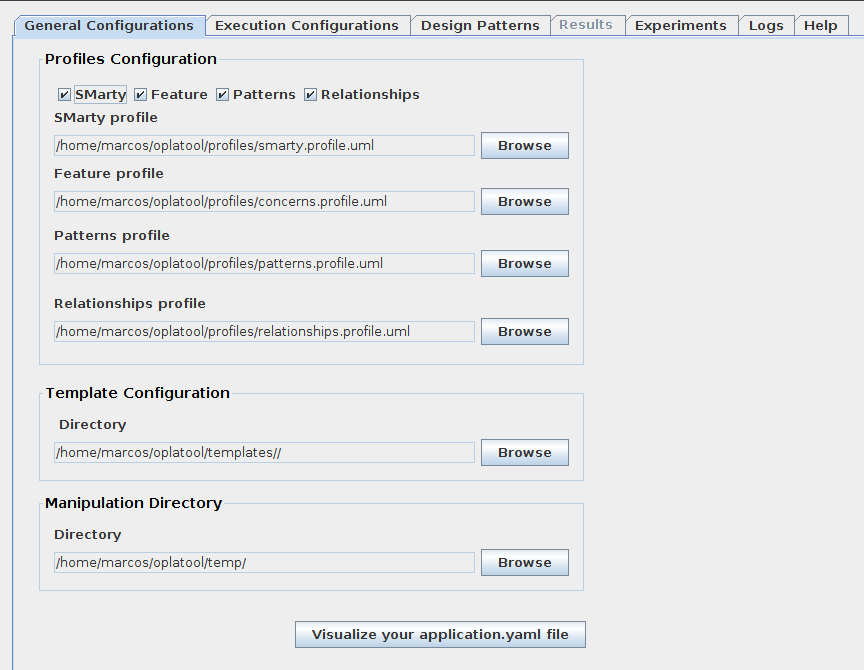 General Configurations Execution Configurations Design Patterns Results Experiments Logs Help
Profiles Configuration
SMarty Feature Patterns Relationships
SMarty profile
/home/marcos/oplatool/profiles/smarty.profile.uml Browse
Feature profile
/home/marcos/oplatool/profiles/concerns.profile.uml Browse
Patterns profile
/home/marcos/oplatool/profiles/patterns.profile.uml Browse
Relationships profile
/home/marcos/oplatool/profiles/relationships.profile.uml Browse
Template Configuration
Directory
/home/marcos/oplatool/templates// Browse
Manipulation Directory
Directory
/home/marcos/oplatool/temp/ Browse
Visualize your application.yaml file